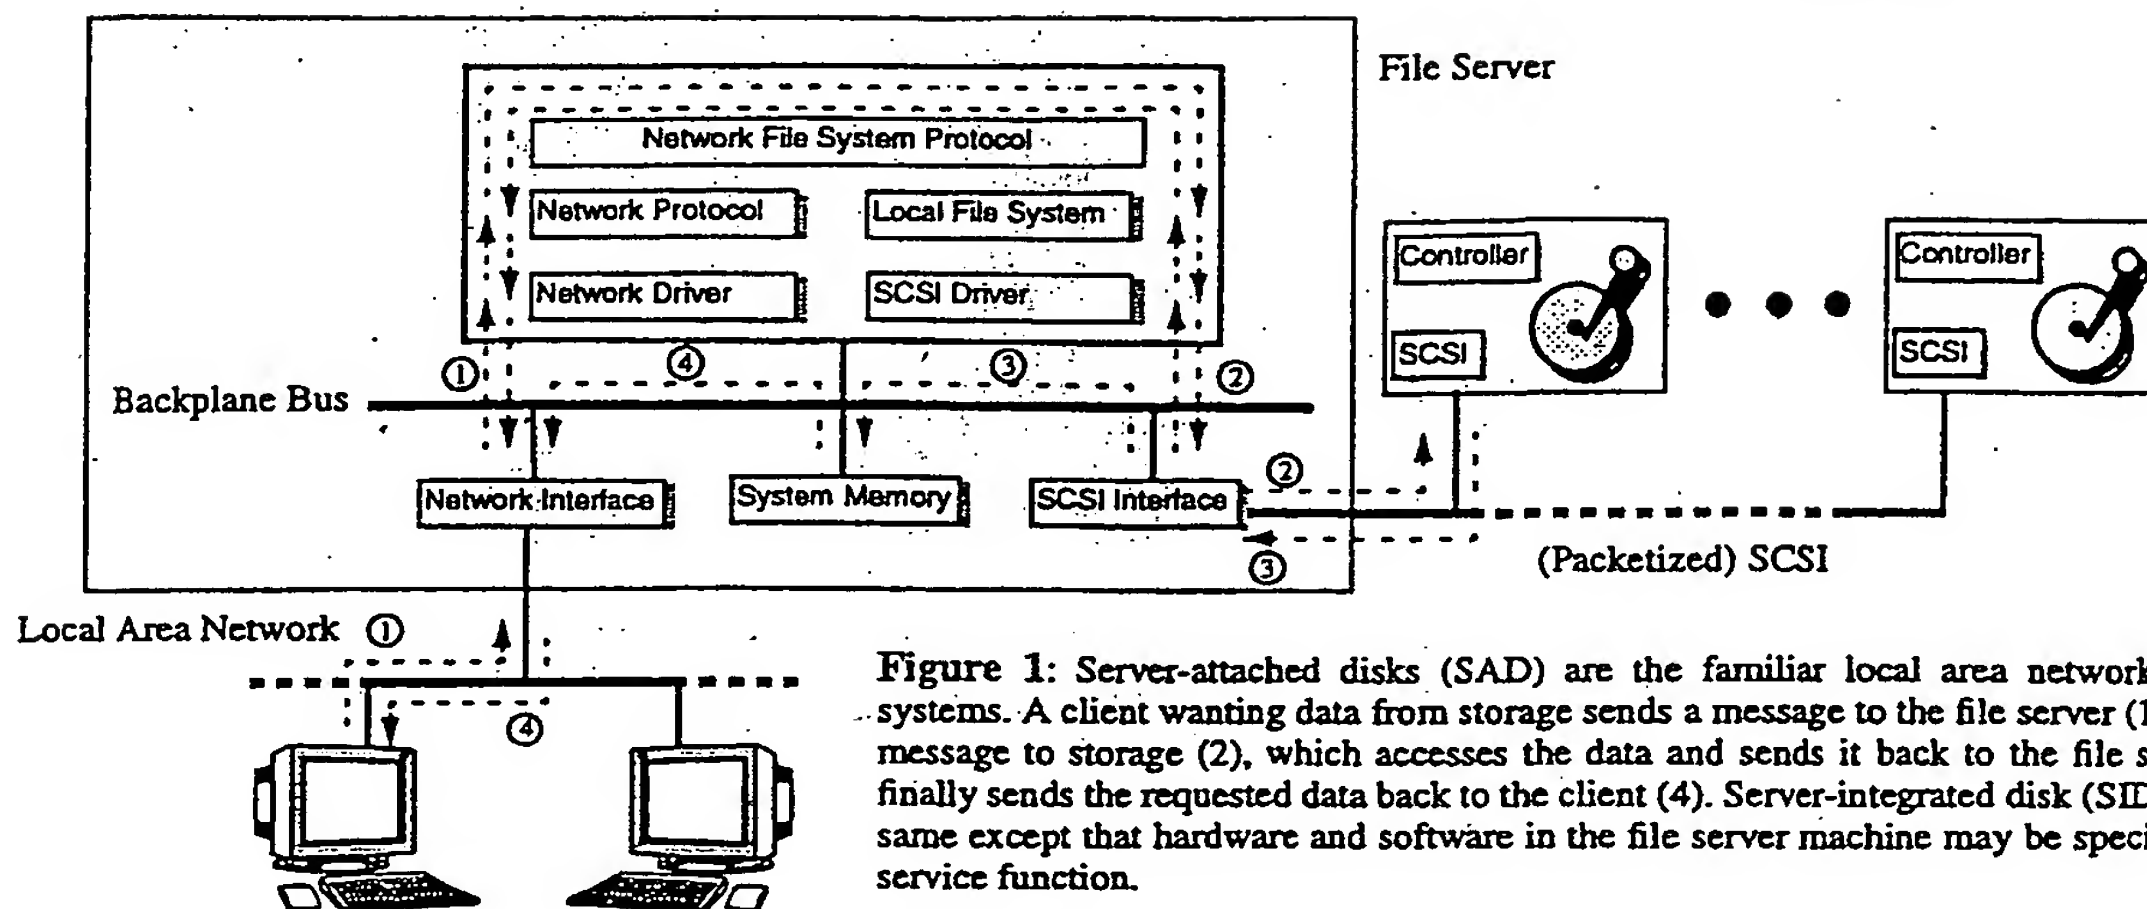 File Server
Network File System Protocol
Network Protocol
Local File System
Network Driver
SCSI Driver
Controller
SCSI
Controller
SCSI
①
④
③
②
Backplane Bus
Network Interface
System Memory
SCSI Interface
②
③
(Packetized) SCSI
Local Area Network ①
④
Figure 1: Server-attached disks (SAD) are the familiar local area network
systems. A client wanting data from storage sends a message to the file server (1
message to storage (2), which accesses the data and sends it back to the file s
finally sends the requested data back to the client (4). Server-integrated disk (SID
same except that hardware and software in the file server machine may be speci
service function.